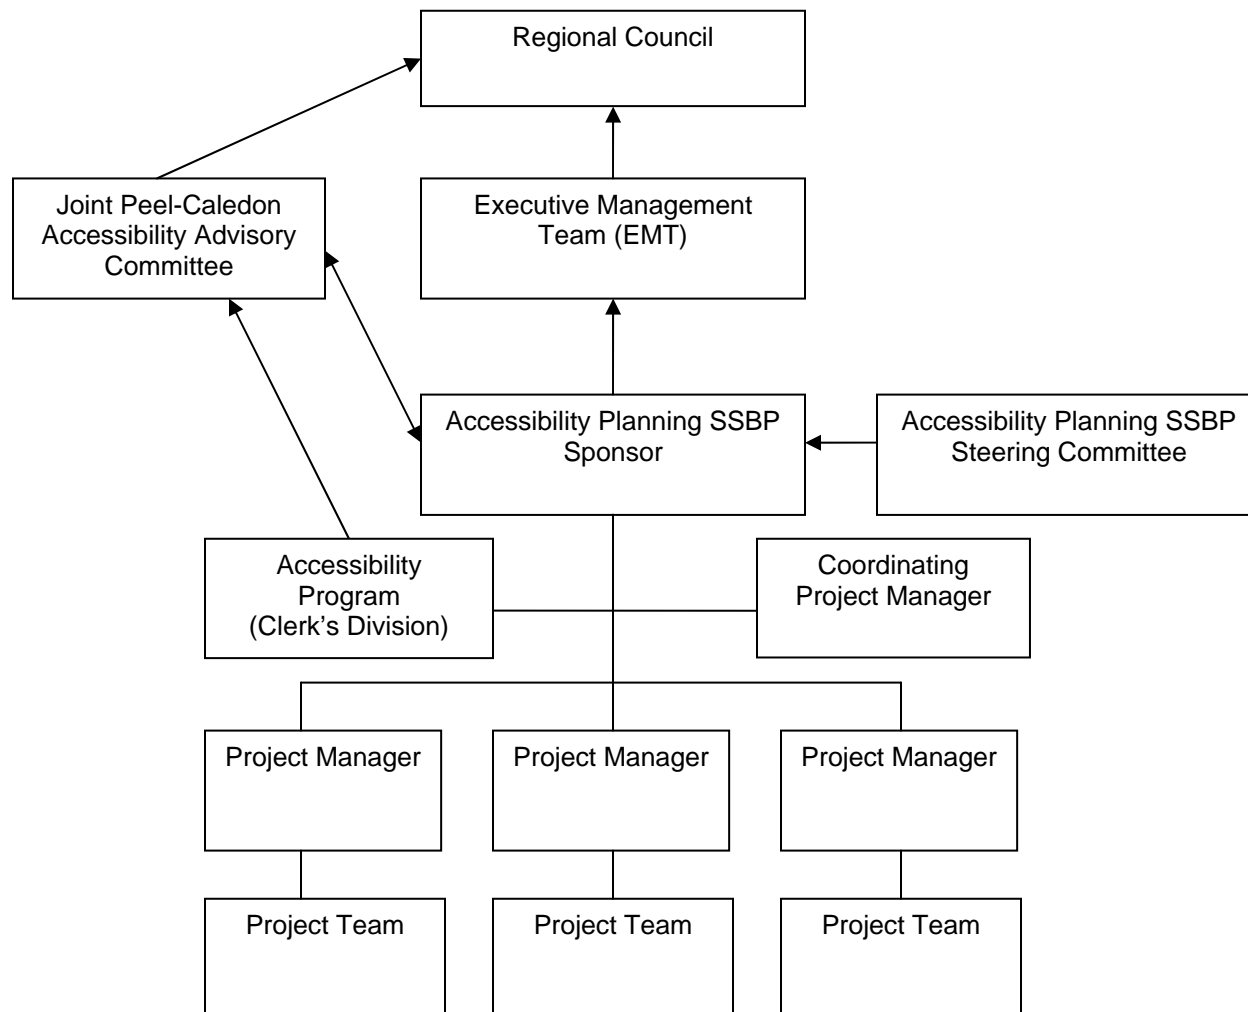 Regional Council
Joint Peel-Caledon
Accessibility Advisory
Committee
Executive Management
Team (EMT)
Accessibility Planning SSBP
Sponsor
Accessibility Planning SSBP
Steering Committee
Accessibility
Program
(Clerk's Division)
Coordinating
Project Manager
Project Manager
Project Manager
Project Manager
Project Team
Project Team
Project Team